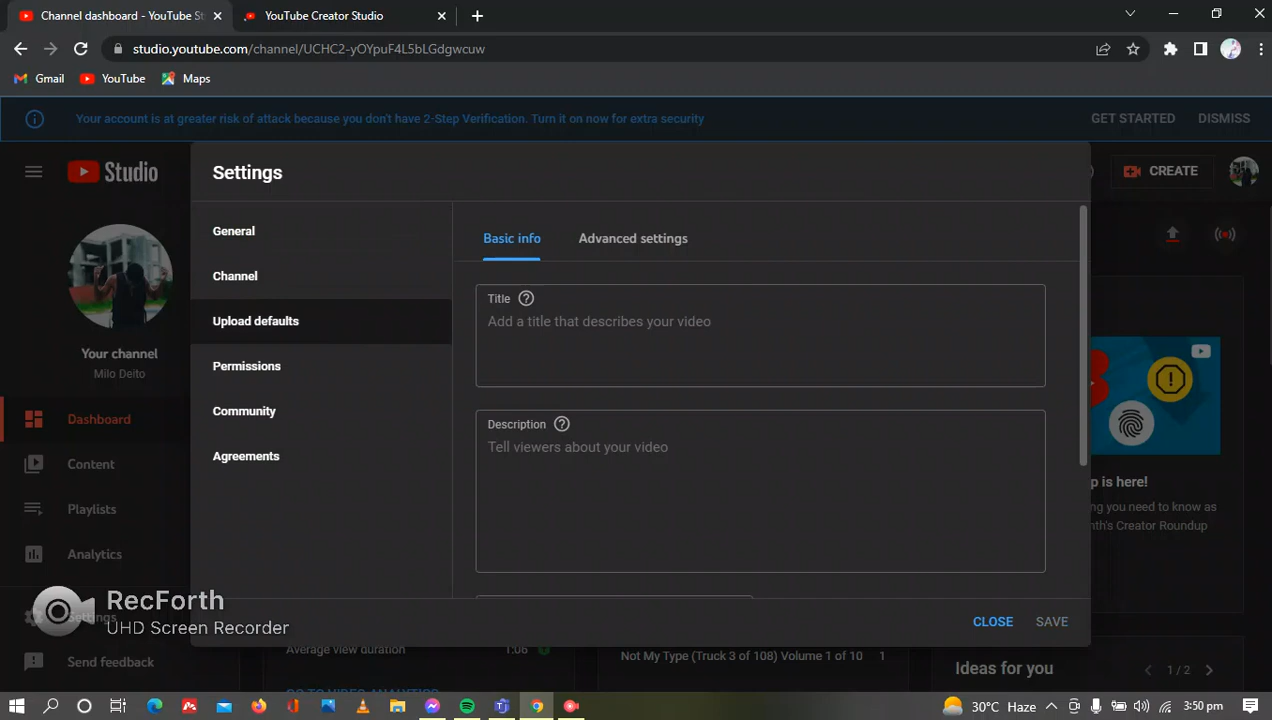 Channel dashboard - YouTube St
YouTube Creator Studio
studio.youtube.com/channel/UCHC2-yOYpuF4L5bLGdgwcuw
Gmail
YouTube
Maps
Your account is at greater risk of attack because you don't have 2-Step Verification. Turn it on now for extra security
GET STARTED
DISMISS
Studio
Settings
CREATE
General
Channel
Upload defaults
Permissions
Community
Agreements
Basic info
Advanced settings
Title
Add a title that describes your video
Description
Tell viewers about your video
Your channel
Milo Deito
Dashboard
Content
Playlists
Analytics
Settings
Send feedback
RecForth
UHD Screen Recorder
CLOSE
SAVE
p is here!
ng you need to know as
nth's Creator Roundup
Average view duration
1:06
GO TO VIDEO ANALYTICS
Not My Type (Truck 3 of 108) Volume 1 of 10
1
Ideas for you
1 / 2
30°C Haze
3:50 pm